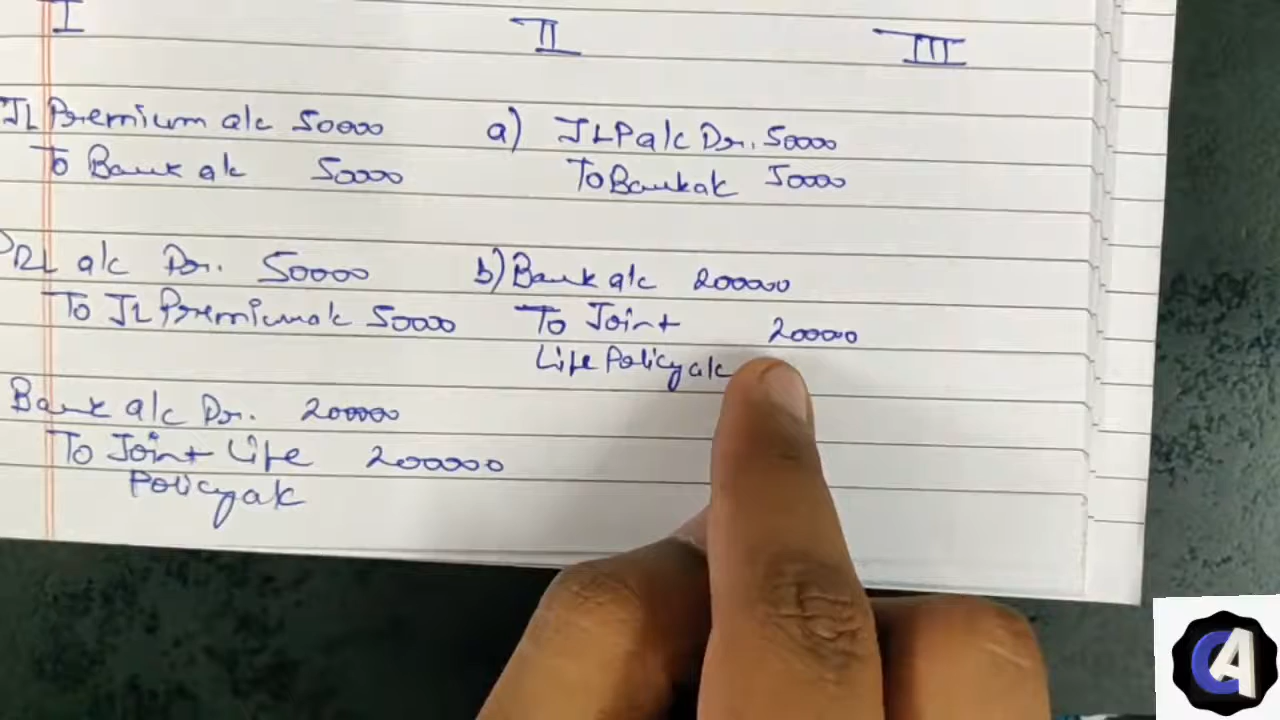 I
II
III
JL Premium a/c 50000
To Bank a/c 50000
a) JLP a/c Dr. 50000
To Bank a/c 50000
P&L a/c Dr. 50000
To JL Premium a/c 50000
b) Bank a/c 200000
To Joint 200000
Life Policy a/c
Bank a/c Dr. 200000
To Joint Life 200000
Policy a/c
CA